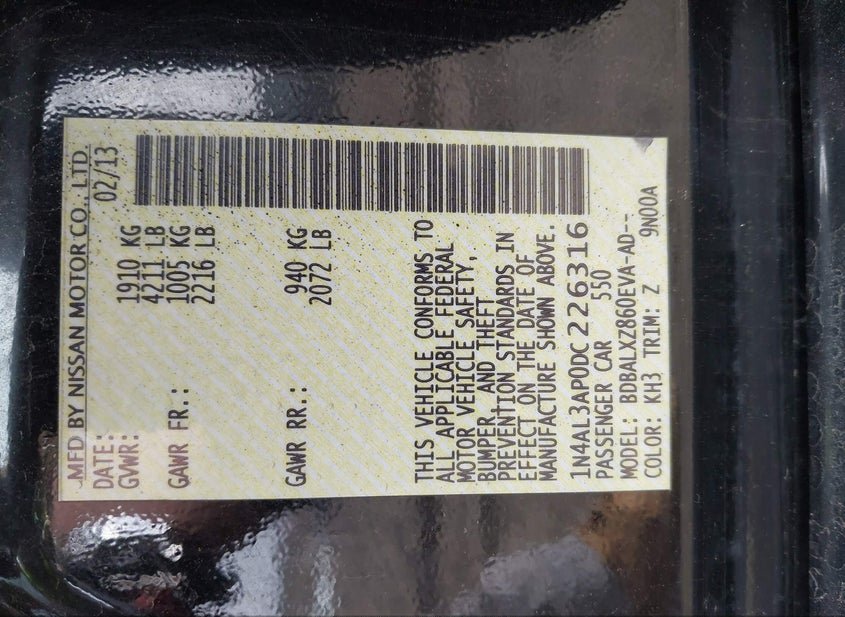 MFD BY NISSAN MOTOR CO., LTD.
DATE: 02/13
GVWR: 1910 KG
4211 LB
GAWR FR.: 1005 KG
2216 LB
GAWR RR.: 940 KG
2072 LB
THIS VEHICLE CONFORMS TO
ALL APPLICABLE FEDERAL
MOTOR VEHICLE SAFETY,
BUMPER, AND THEFT
PREVENTION STANDARDS IN
EFFECT ON THE DATE OF
MANUFACTURE SHOWN ABOVE.
1N4AL3AP0DC226316
PASSENGER CAR 550
MODEL: BDBALXZ860EVA-AD--
COLOR: KH3 TRIM: Z 9N00A